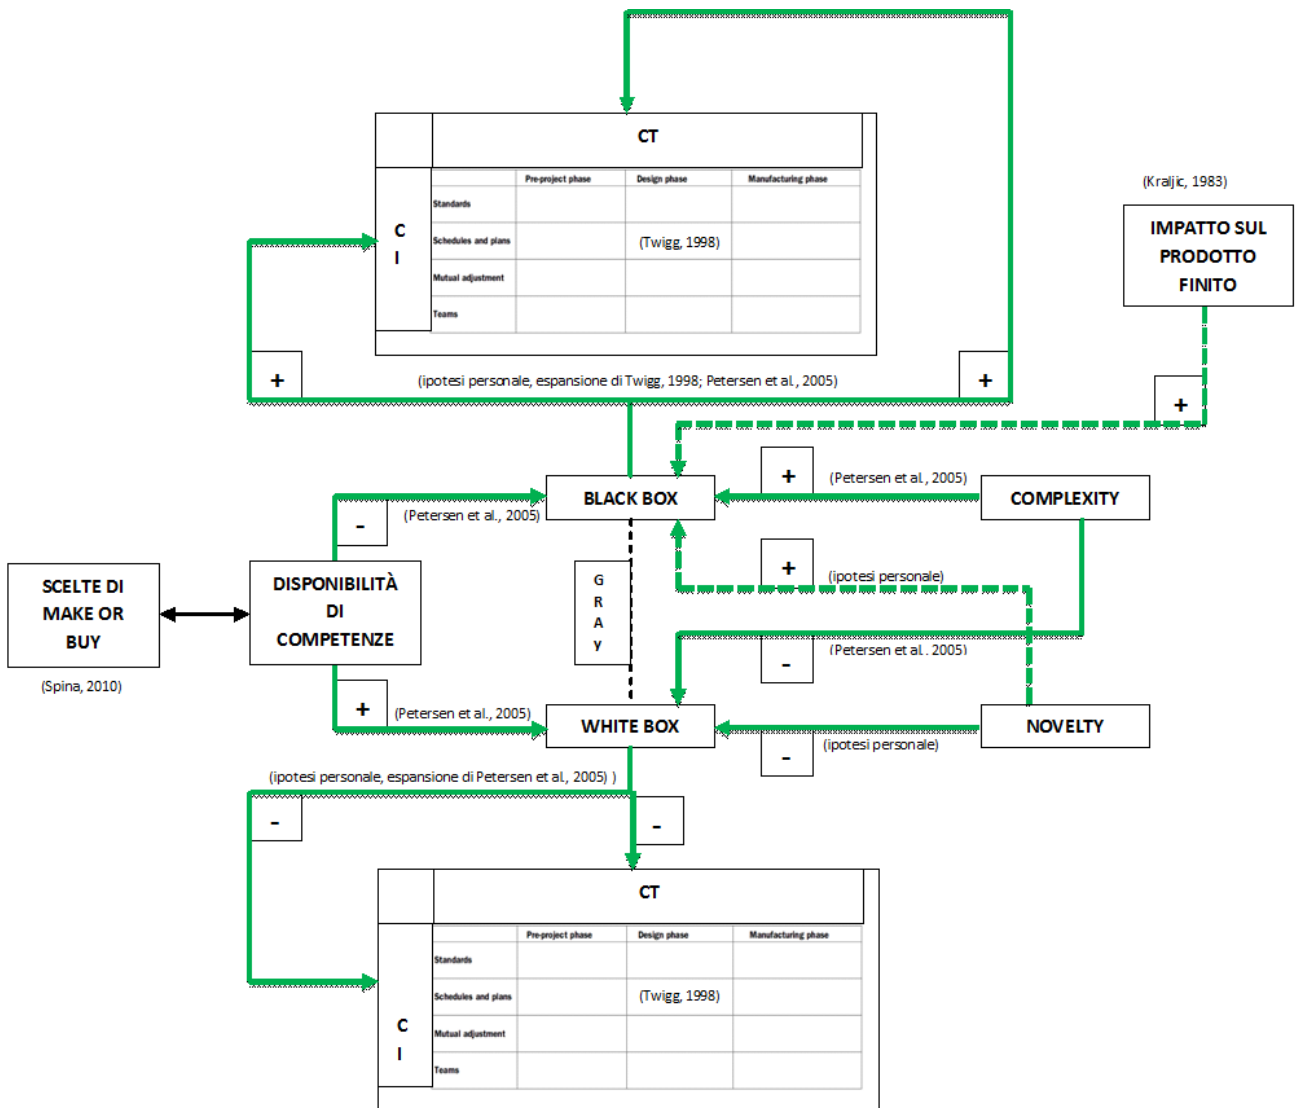 CT
Pre-project phase Design phase Manufacturing phase
Standards
C
I
Schedules and plans (Twigg, 1998)
Mutual adjustment
Teams
(Kraljic, 1983)
IMPATTO SUL
PRODOTTO
FINITO
+ (ipotesi personale, espansione di Twigg, 1998; Petersen et al., 2005) +
+
BLACK BOX
+ (Petersen et al., 2005)
COMPLEXITY
- (Petersen et al., 2005)
SCELTE DI
MAKE OR
BUY
(Spina, 2010)
DISPONIBILITÀ
DI
COMPETENZE
G
R
A
y
+ (ipotesi personale)
- (Petersen et al., 2005)
+ (Petersen et al., 2005)
WHITE BOX
- (ipotesi personale)
NOVELTY
(ipotesi personale, espansione di Petersen et al., 2005) )
- -
CT
Pre-project phase Design phase Manufacturing phase
Standards
Schedules and plans (Twigg, 1998)
C
I
Mutual adjustment
Teams